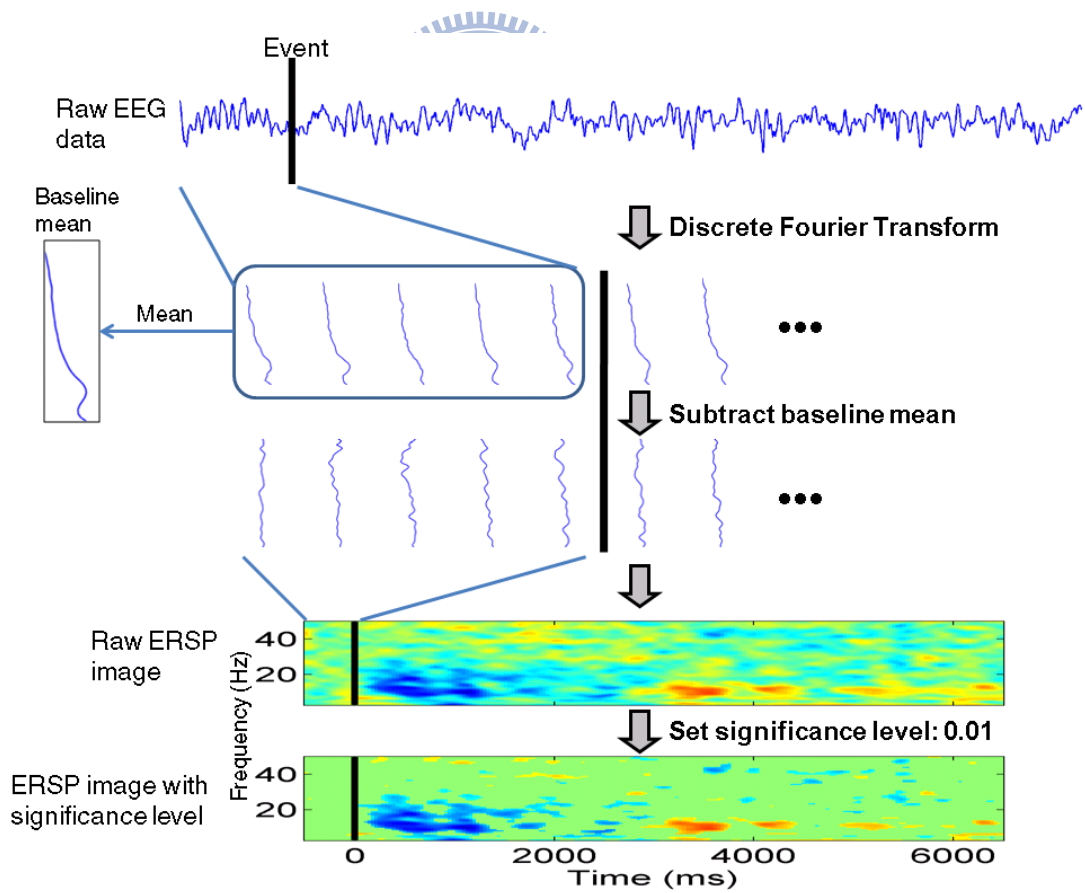 Event
Raw EEG
data
Baseline
mean
Discrete Fourier Transform
Mean
Subtract baseline mean
Raw ERSP
image
40
20
Frequency (Hz)
Set significance level: 0.01
ERSP image with
significance level
40
20
0 2000 4000 6000
Time (ms)